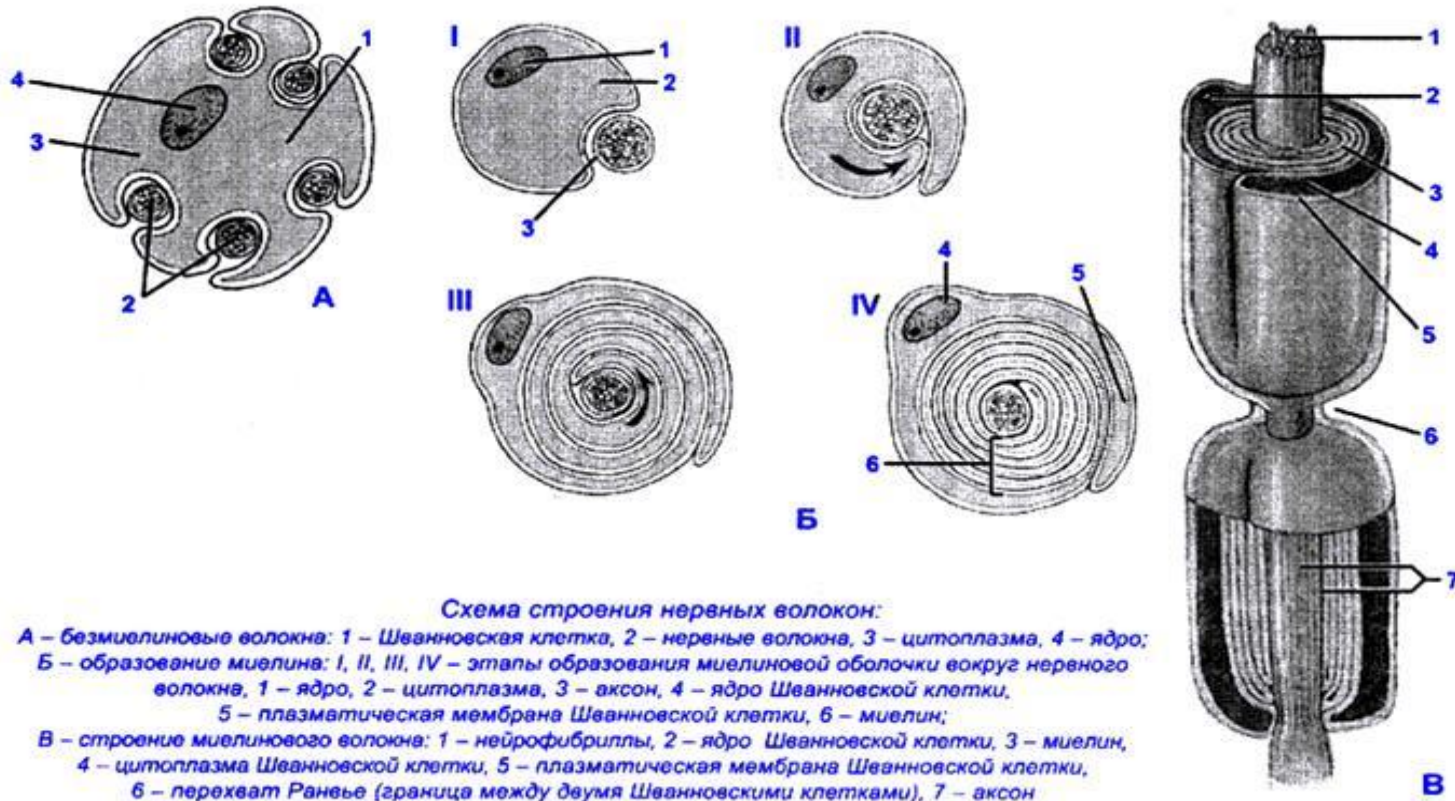 1
4
3
2
А
I
1
2
3
II
III
IV
4
5
6
Б
1
2
3
4
5
6
7
В
Схема строения нервных волокон:
А – безмиелиновые волокна: 1 – Шванновская клетка, 2 – нервные волокна, 3 – цитоплазма, 4 – ядро;
Б – образование миелина: I, II, III, IV – этапы образования миелиновой оболочки вокруг нервного
волокна, 1 – ядро, 2 – цитоплазма, 3 – аксон, 4 – ядро Шванновской клетки,
5 – плазматическая мембрана Шванновской клетки, 6 – миелин;
В – строение миелинового волокна: 1 – нейрофибриллы, 2 – ядро Шванновской клетки, 3 – миелин,
4 – цитоплазма Шванновской клетки, 5 – плазматическая мембрана Шванновской клетки,
6 – перехват Ранвье (граница между двумя Шванновскими клетками), 7 – аксон